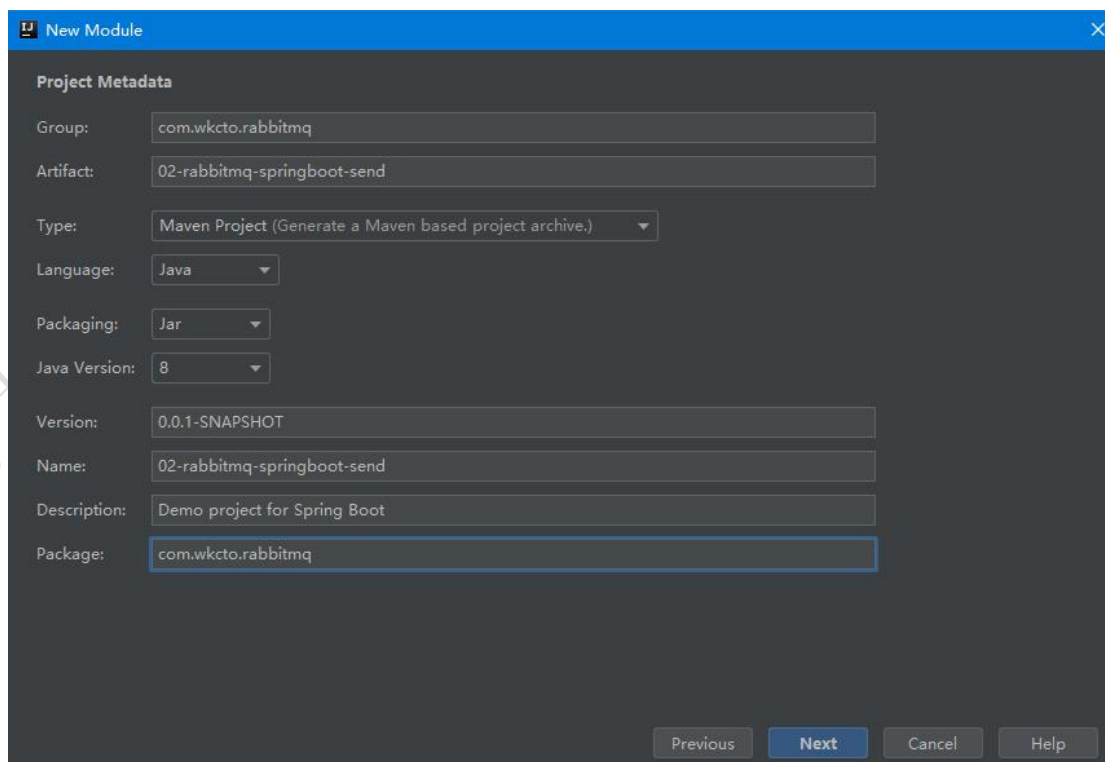 New Module
Project Metadata
Group: com.wkcto.rabbitmq
Artifact: 02-rabbitmq-springboot-send
Type: Maven Project (Generate a Maven based project archive.)
Language: Java
Packaging: Jar
Java Version: 8
Version: 0.0.1-SNAPSHOT
Name: 02-rabbitmq-springboot-send
Description: Demo project for Spring Boot
Package: com.wkcto.rabbitmq
Previous Next Cancel Help